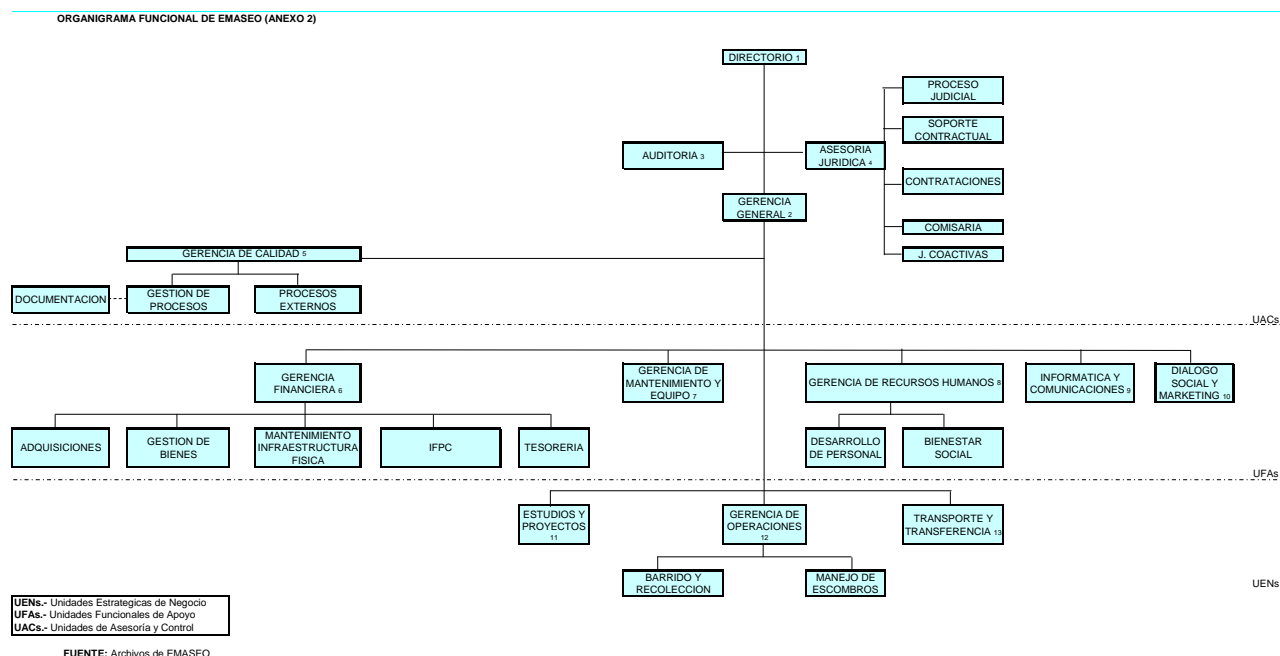 ORGANIGRAMA FUNCIONAL DE EMASEO (ANEXO 2)
DIRECTORIO 1
PROCESO
JUDICIAL
SOPORTE
CONTRACTUAL
AUDITORIA 3
ASESORIA
JURIDICA 4
CONTRATACIONES
GERENCIA
GENERAL 2
COMISARIA
J. COACTIVAS
GERENCIA DE CALIDAD 5
DOCUMENTACION
GESTION DE
PROCESOS
PROCESOS
EXTERNOS
UACs
GERENCIA
FINANCIERA 6
GERENCIA DE
MANTENIMIENTO Y
EQUIPO 7
GERENCIA DE RECURSOS HUMANOS 8
INFORMATICA Y
COMUNICACIONES 9
DIALOGO
SOCIAL Y
MARKETING 10
ADQUISICIONES
GESTION DE
BIENES
MANTENIMIENTO
INFRAESTRUCTURA
FISICA
IFPC
TESORERIA
DESARROLLO
DE PERSONAL
BIENESTAR
SOCIAL
UFAs
ESTUDIOS Y
PROYECTOS
11
GERENCIA DE
OPERACIONES
12
TRANSPORTE Y
TRANSFERENCIA 13
BARRIDO Y
RECOLECCION
MANEJO DE
ESCOMBROS
UENs
UENs.- Unidades Estrategicas de Negocio
UFAs.- Unidades Funcionales de Apoyo
UACs.- Unidades de Asesoría y Control
FUENTE: Archivos de EMASEO